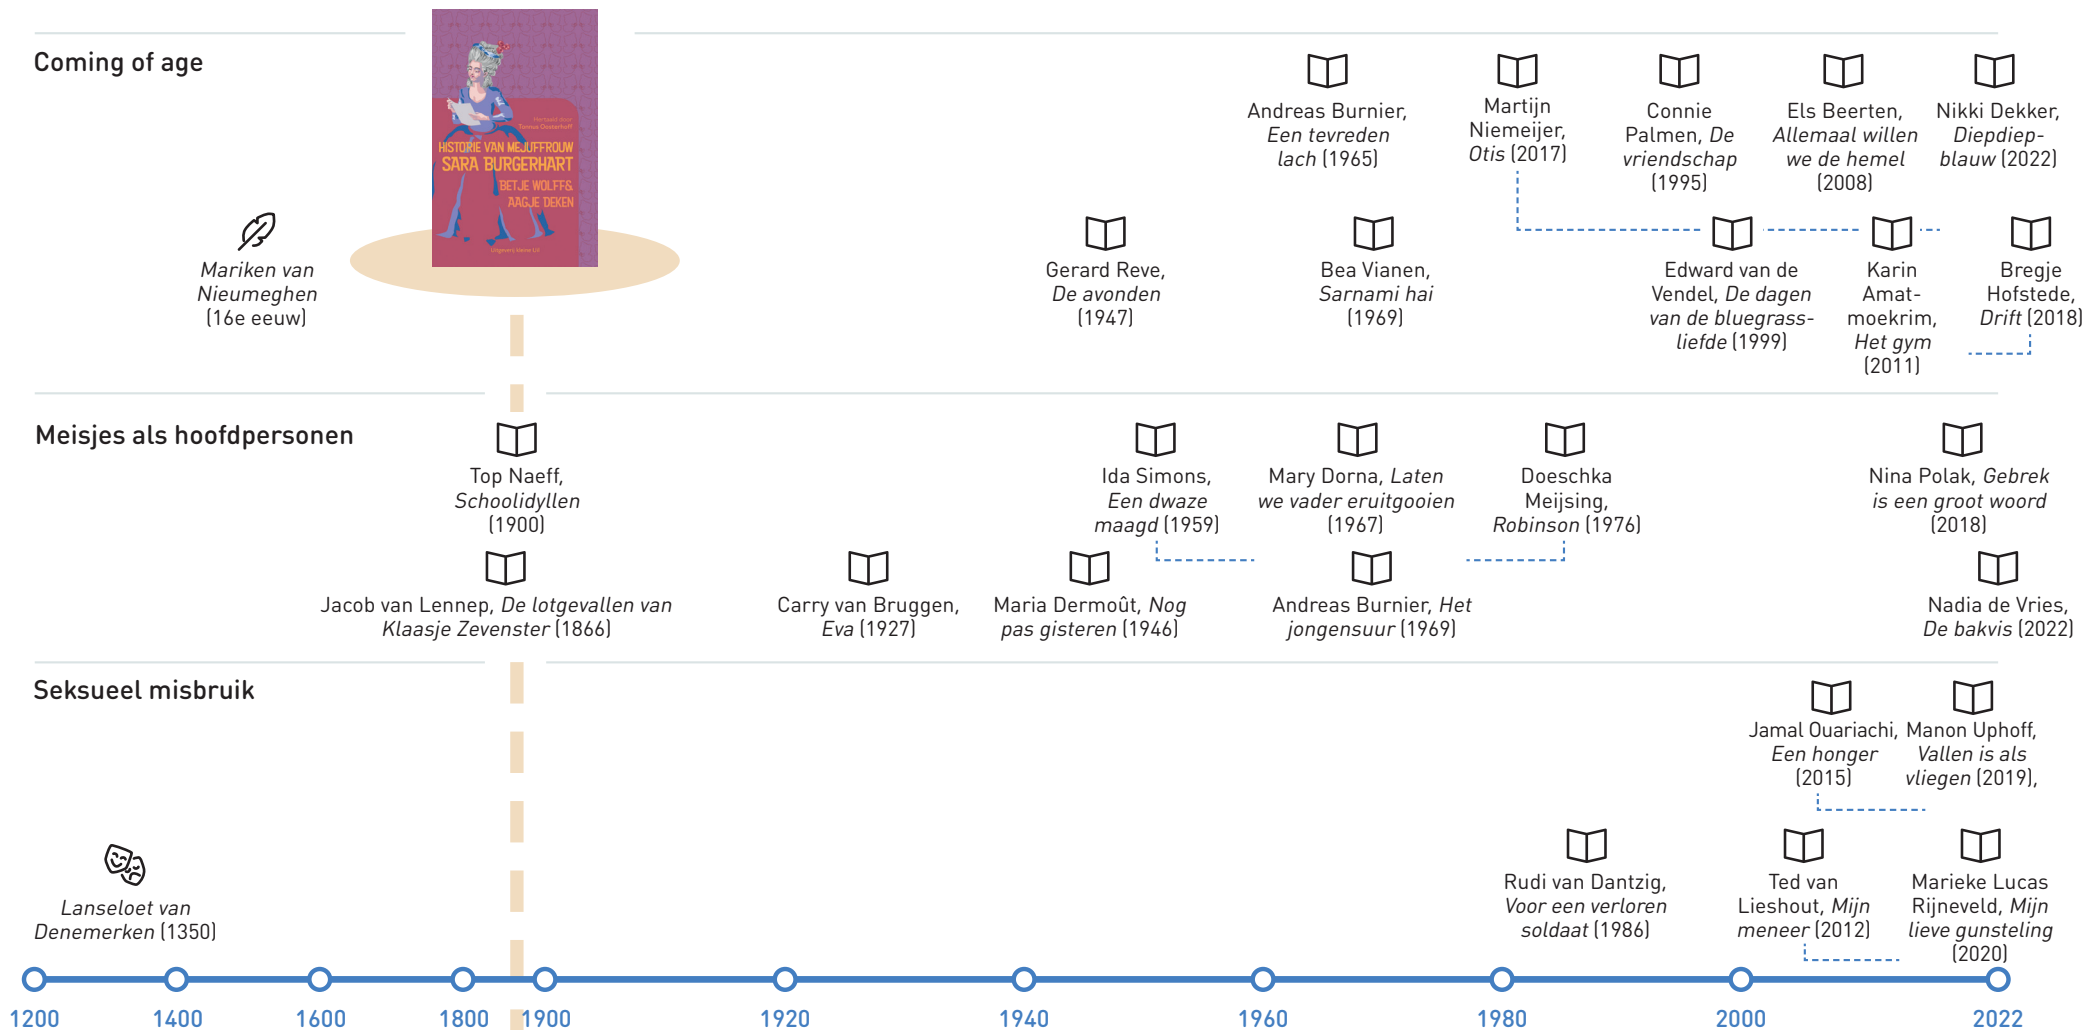 Coming of age
Hertaald door
Tonnus Oosterhoff
HISTORIE VAN MEJUFFROUW
SARA BURGERHART
BETJE WOLFF&
AAGJE DEKEN
Uitgeverij kleine Uil
Andreas Burnier,
Een tevreden
lach (1965)
Martijn
Niemeijer,
Otis (2017)
Connie
Palmen, De
vriendschap
(1995)
Els Beerten,
Allemaal willen
we de hemel
(2008)
Nikki Dekker,
Diepdiep-
blauw (2022)
Mariken van
Nieumeghen
(16e eeuw)
Gerard Reve,
De avonden
(1947)
Bea Vianen,
Sarnami hai
(1969)
Edward van de
Vendel, De dagen
van de bluegrass-
liefde (1999)
Karin
Amat-
moekrim,
Het gym
(2011)
Bregje
Hofstede,
Drift (2018)
Meisjes als hoofdpersonen
Top Naeff,
Schoolidyllen
(1900)
Ida Simons,
Een dwaze
maagd (1959)
Mary Dorna, Laten
we vader eruitgooien
(1967)
Doeschka
Meijsing,
Robinson (1976)
Nina Polak, Gebrek
is een groot woord
(2018)
Jacob van Lennep, De lotgevallen van
Klaasje Zevenster (1866)
Carry van Bruggen,
Eva (1927)
Maria Dermoût, Nog
pas gisteren (1946)
Andreas Burnier, Het
jongensuur (1969)
Nadia de Vries,
De bakvis (2022)
Seksueel misbruik
Jamal Ouariachi,
Een honger
(2015)
Manon Uphoff,
Vallen is als
vliegen (2019),
Lanseloet van
Denemerken (1350)
Rudi van Dantzig,
Voor een verloren
soldaat (1986)
Ted van
Lieshout, Mijn
meneer (2012)
Marieke Lucas
Rijneveld, Mijn
lieve gunsteling
(2020)
1200 1400 1600 1800 1900 1920 1940 1960 1980 2000 2022